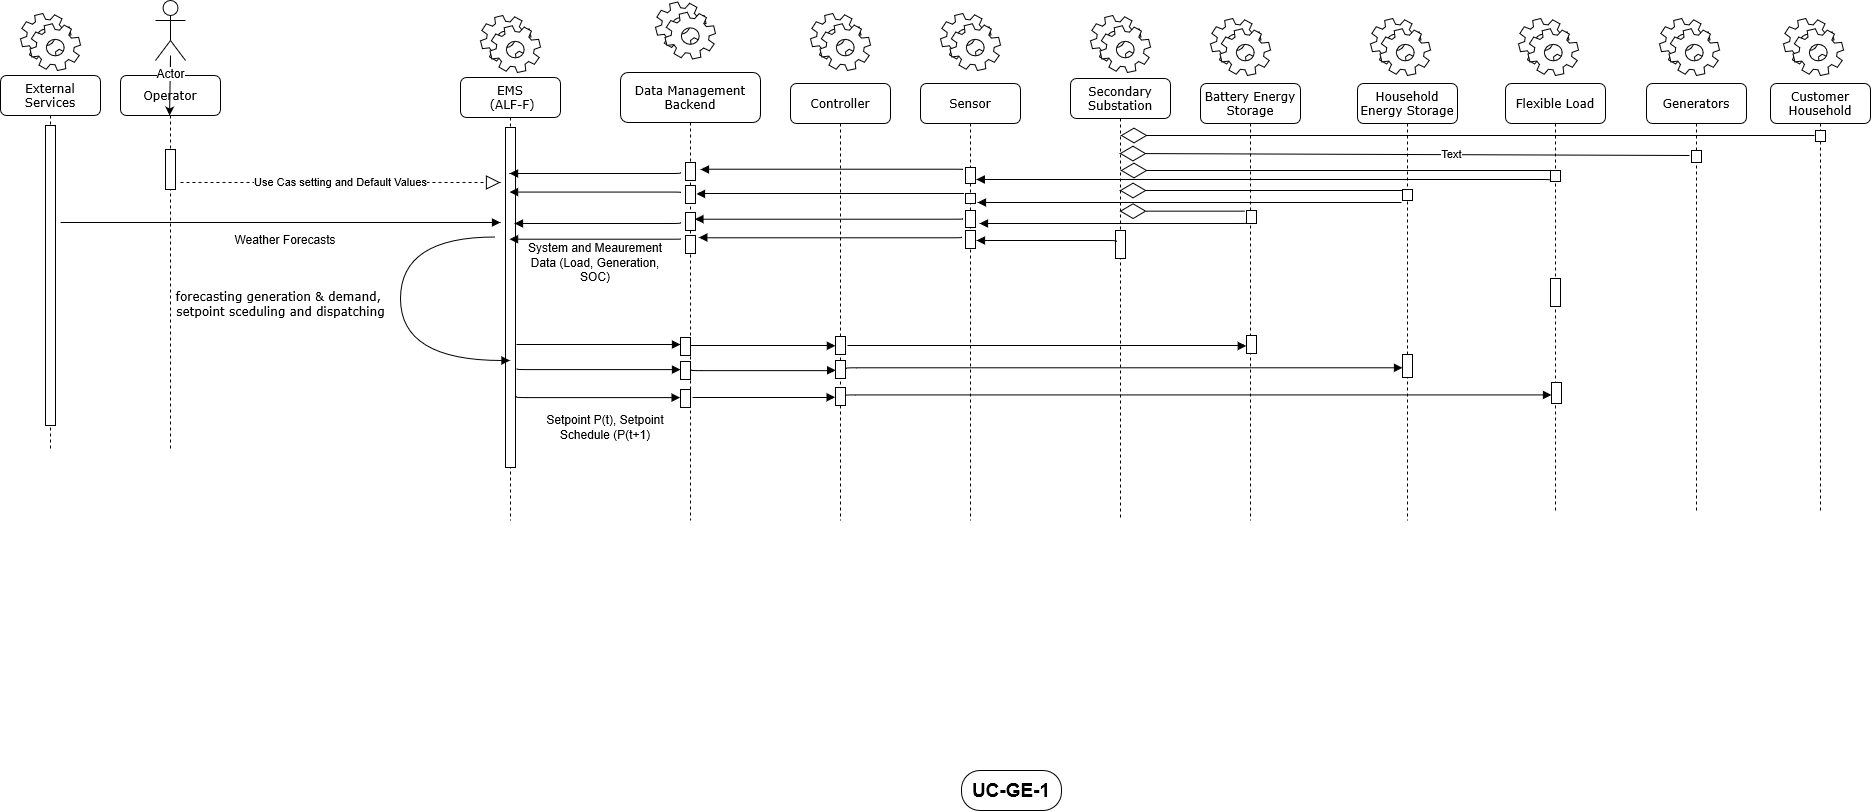 Actor
External
Services
Operator
EMS
(ALF-F)
Data Management
Backend
Controller
Sensor
Secondary
Substation
Battery Energy
Storage
Household
Energy Storage
Flexible Load
Generators
Customer
Household
Text
Use Cas setting and Default Values
Weather Forecasts
System and Meaurement
Data (Load, Generation,
SOC)
forecasting generation & demand,
setpoint sceduling and dispatching
Setpoint P(t), Setpoint
Schedule (P(t+1)
UC-GE-1